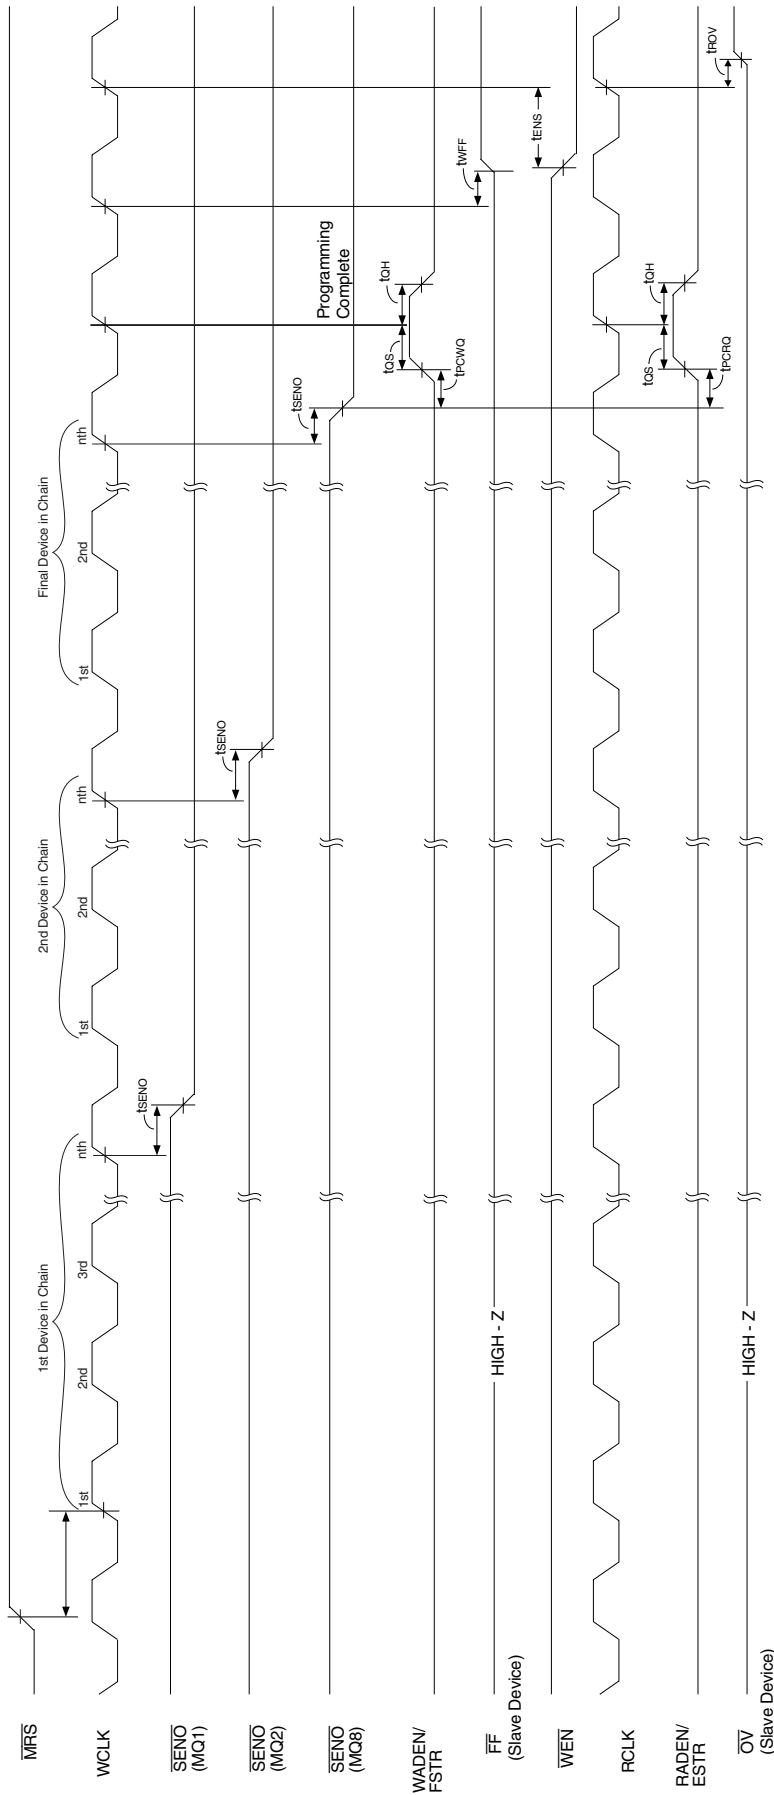 MRS
1st Device in Chain
2nd Device in Chain
Final Device in Chain
WCLK
1st
2nd
3rd
nth
1st
2nd
nth
1st
2nd
nth
SENO
(MQ1)
tSENO
SENO
(MQ2)
tSENO
SENO
(MQ8)
tSENO
Programming
Complete
WADEN/
FSTR
tQS
tQH
tPCWQ
FF
(Slave Device)
HIGH - Z
tWFF
WEN
tENS
RCLK
RADEN/
ESTR
tQS
tQH
tPCRQ
OV
(Slave Device)
HIGH - Z
tROV